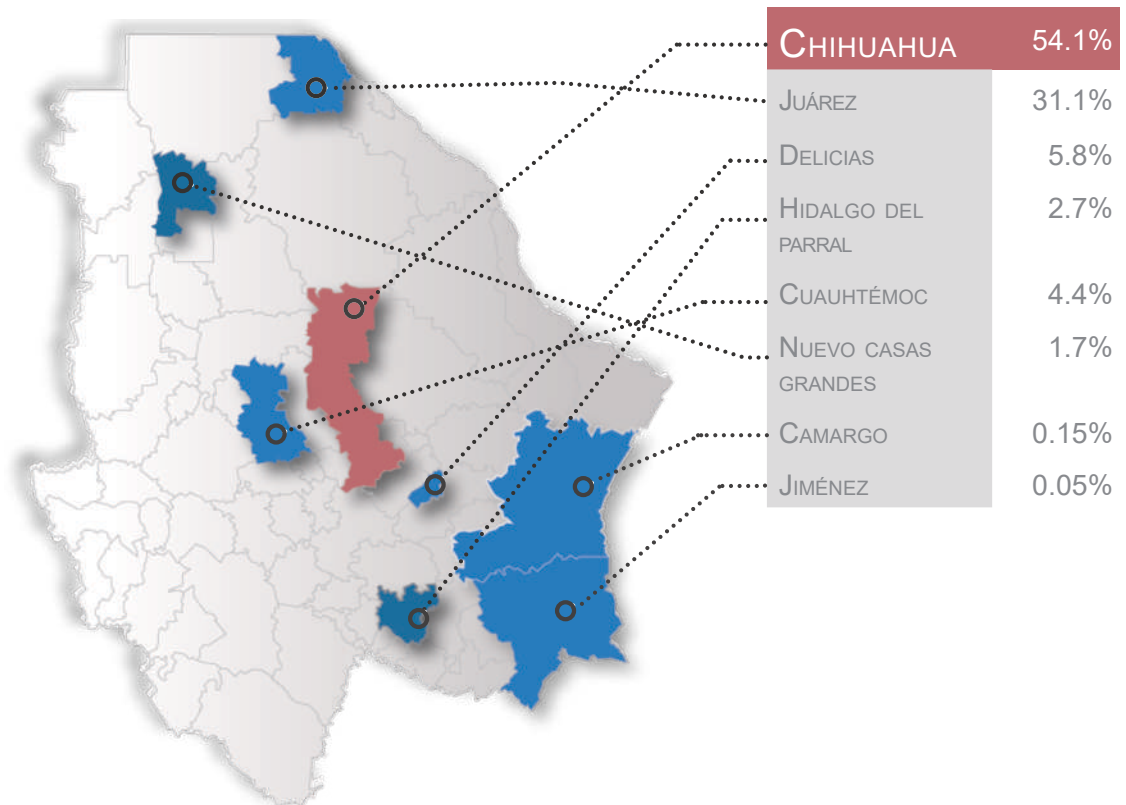 CHIHUAHUA 54.1%
JUÁREZ 31.1%
DELICIAS 5.8%
HIDALGO DEL 2.7%
PARRAL
CUAUHTÉMOC 4.4%
NUEVO CASAS 1.7%
GRANDES
CAMARGO 0.15%
JIMÉNEZ 0.05%